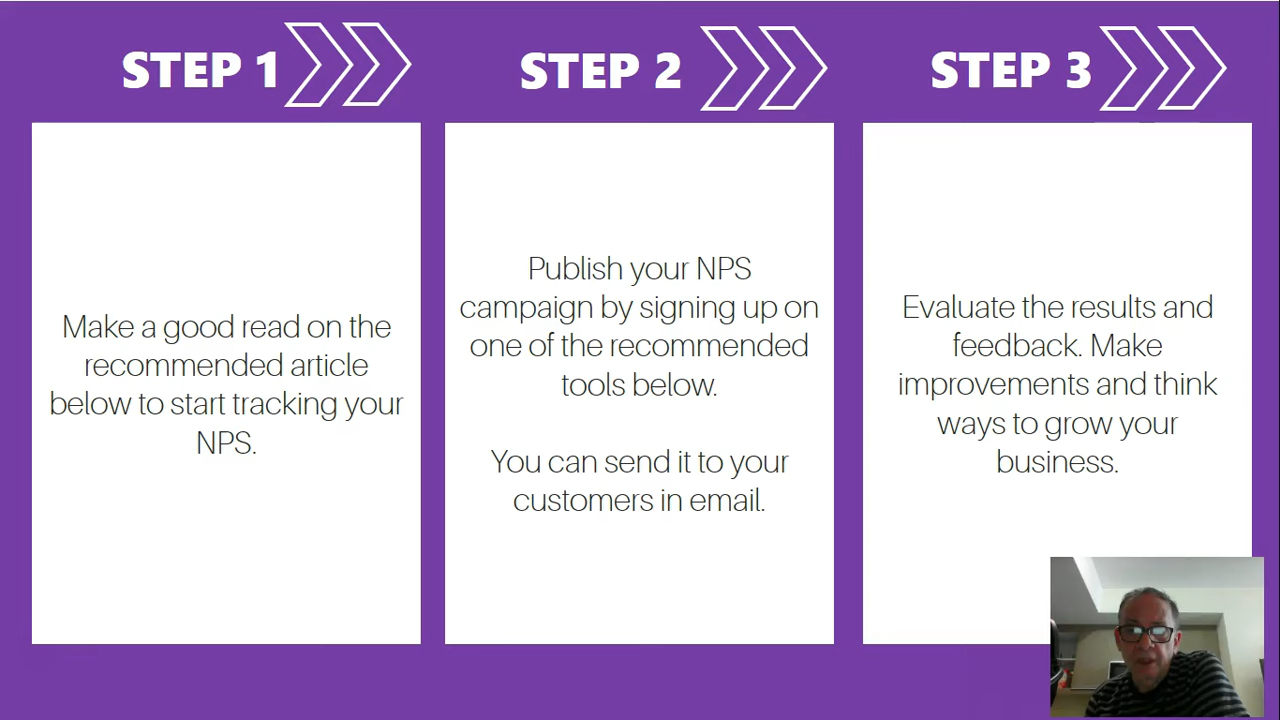 STEP 1
STEP 2
STEP 3
Make a good read on the
recommended article
below to start tracking your
NPS.
Publish your NPS
campaign by signing up on
one of the recommended
tools below.
You can send it to your
customers in email.
Evaluate the results and
feedback. Make
improvements and think
ways to grow your
business.